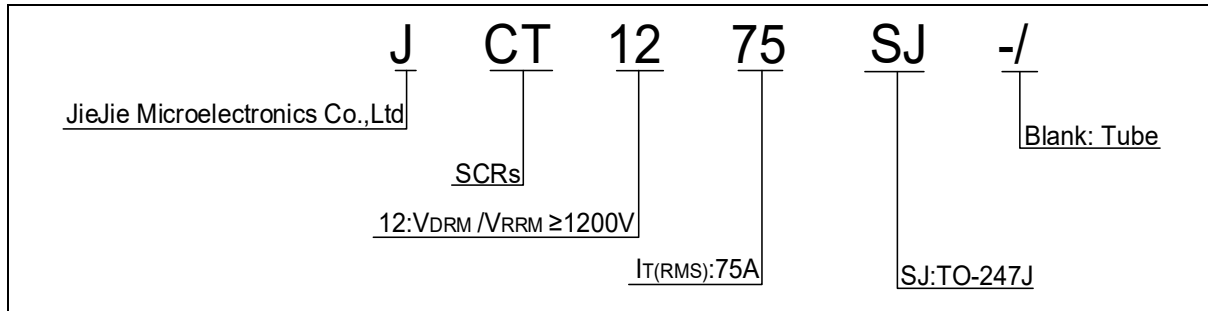 J CT 12 75 SJ -/
JieJie Microelectronics Co.,Ltd
Blank: Tube
SCRs
12:VDRM /VRRM ≥1200V
IT(RMS):75A
SJ:TO-247J